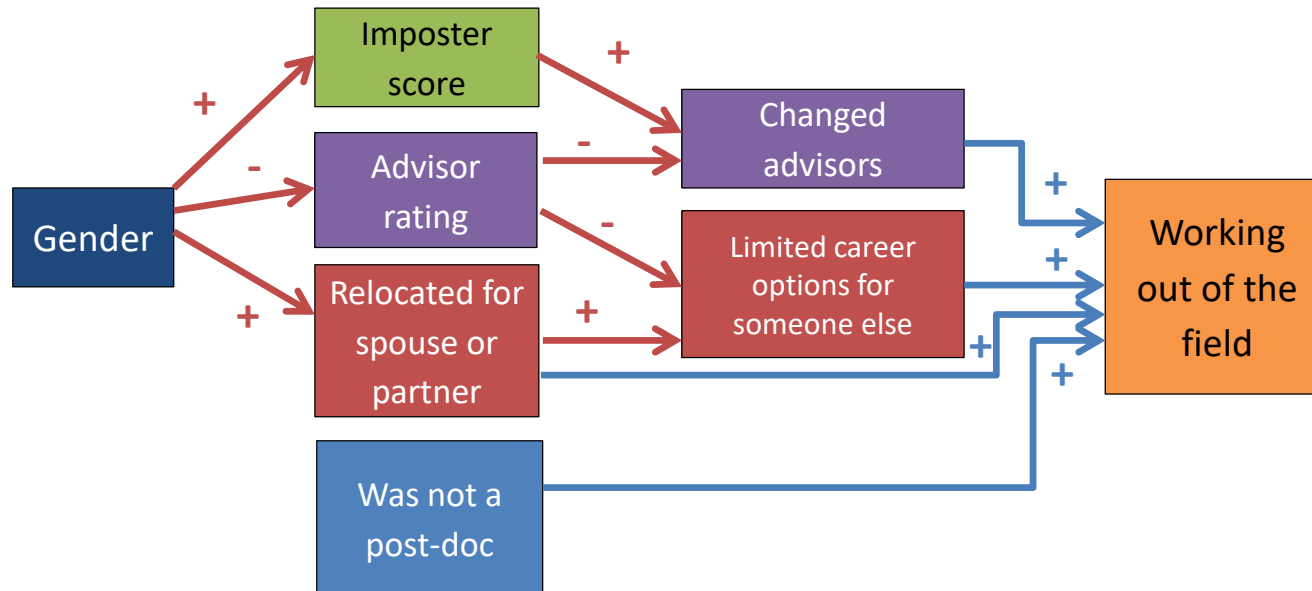 Imposter
score
+
+
Changed
advisors
-
-
Advisor
rating
+
Gender
-
Limited career
options for
someone else
+
Working
out of the
field
+
Relocated for
spouse or
partner
+
+
+
Was not a
post-doc